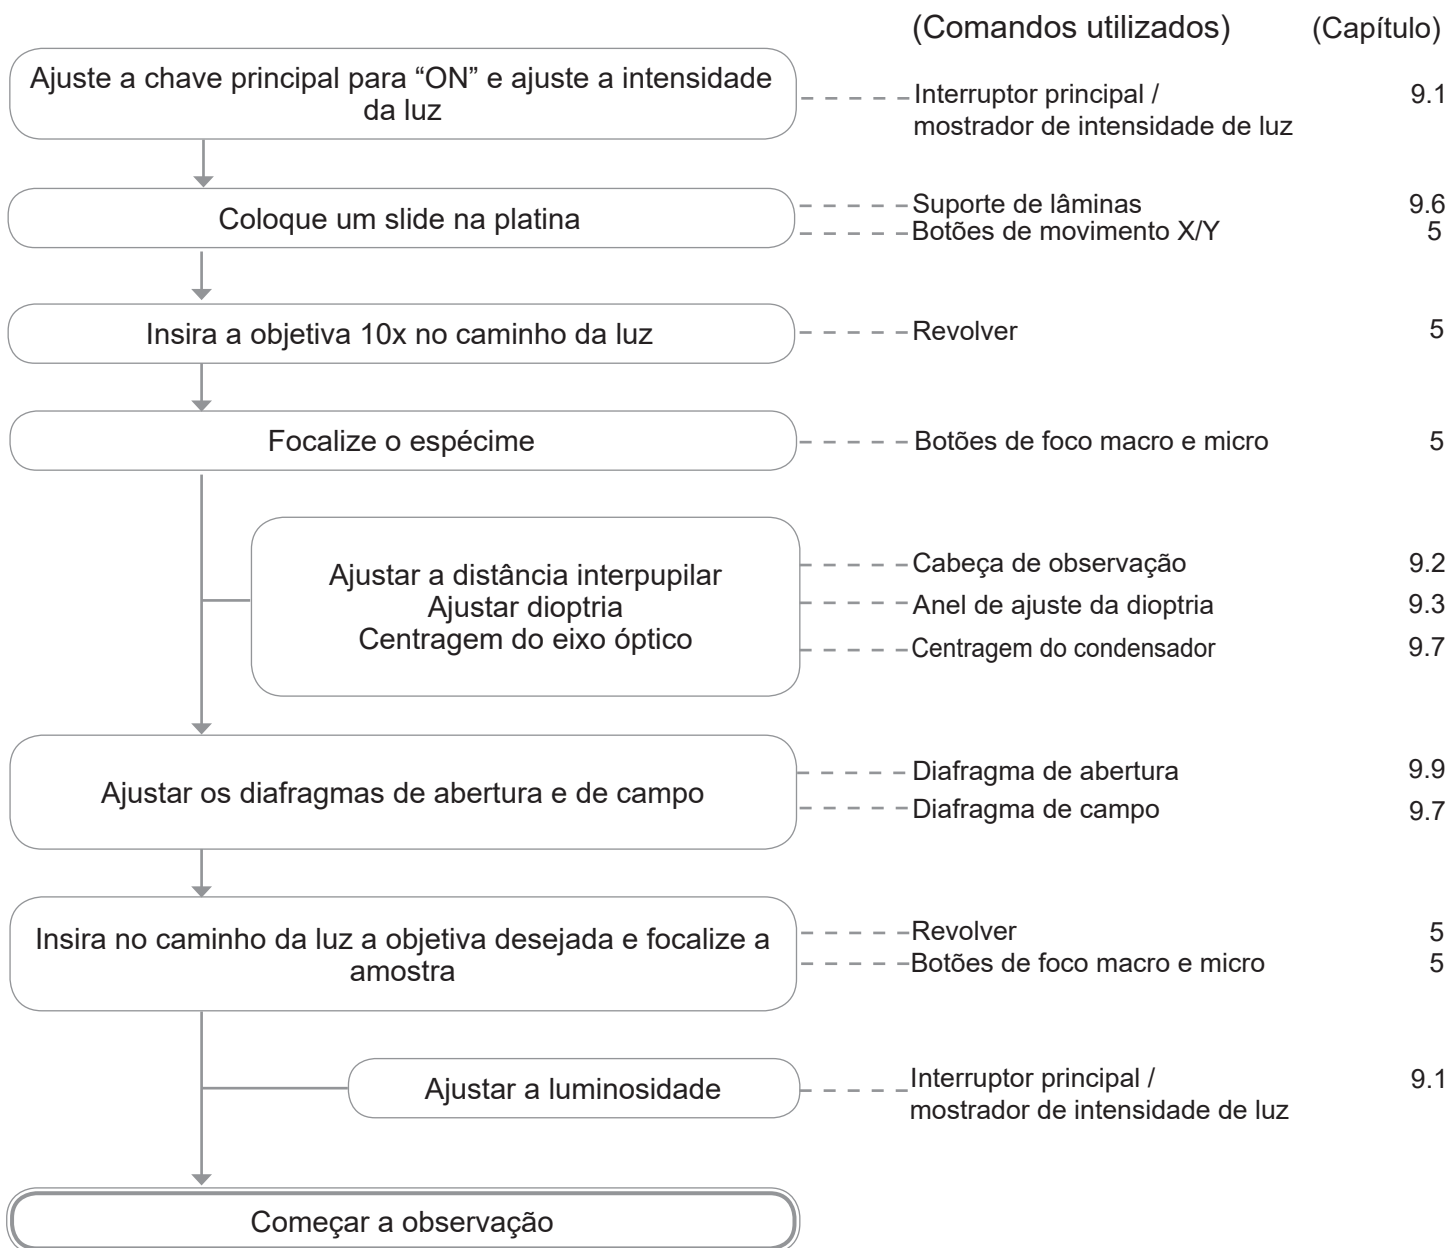 (Comandos utilizados) (Capítulo)
Ajuste a chave principal para “ON” e ajuste a intensidade
da luz
Interruptor principal / 9.1
mostrador de intensidade de luz
Coloque um slide na platina
Suporte de lâminas 9.6
Botões de movimento X/Y 5
Insira a objetiva 10x no caminho da luz
Revolver 5
Focalize o espécime
Botões de foco macro e micro 5
Ajustar a distância interpupilar
Ajustar dioptria
Centragem do eixo óptico
Cabeça de observação 9.2
Anel de ajuste da dioptria 9.3
Centragem do condensador 9.7
Ajustar os diafragmas de abertura e de campo
Diafragma de abertura 9.9
Diafragma de campo 9.7
Insira no caminho da luz a objetiva desejada e focalize a
amostra
Revolver 5
Botões de foco macro e micro 5
Ajustar a luminosidade
Interruptor principal / 9.1
mostrador de intensidade de luz
Começar a observação